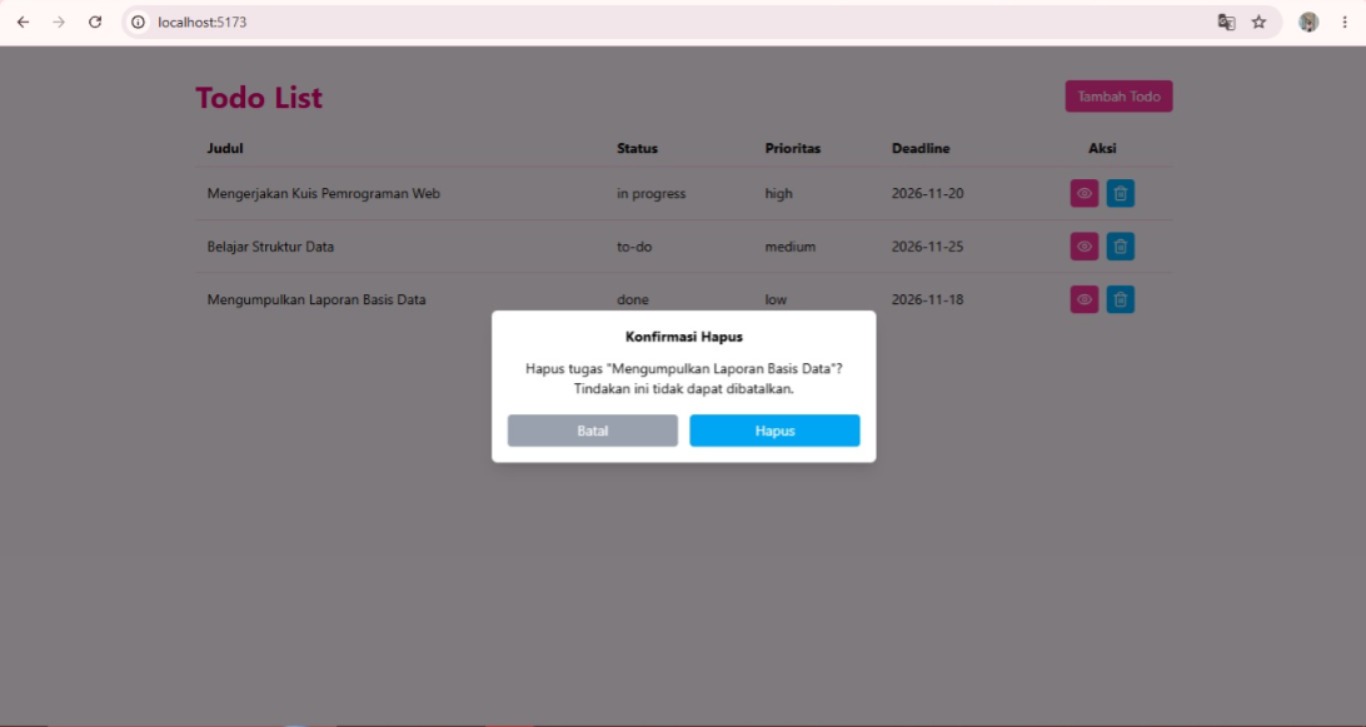 localhost:5173
Todo List
Tambah Todo
Judul Status Prioritas Deadline Aksi
Mengerjakan Kuis Pemrograman Web in progress high 2026-11-20
Belajar Struktur Data to-do medium 2026-11-25
Mengumpulkan Laporan Basis Data done low 2026-11-18
Konfirmasi Hapus
Hapus tugas "Mengumpulkan Laporan Basis Data"?
Tindakan ini tidak dapat dibatalkan.
Batal Hapus